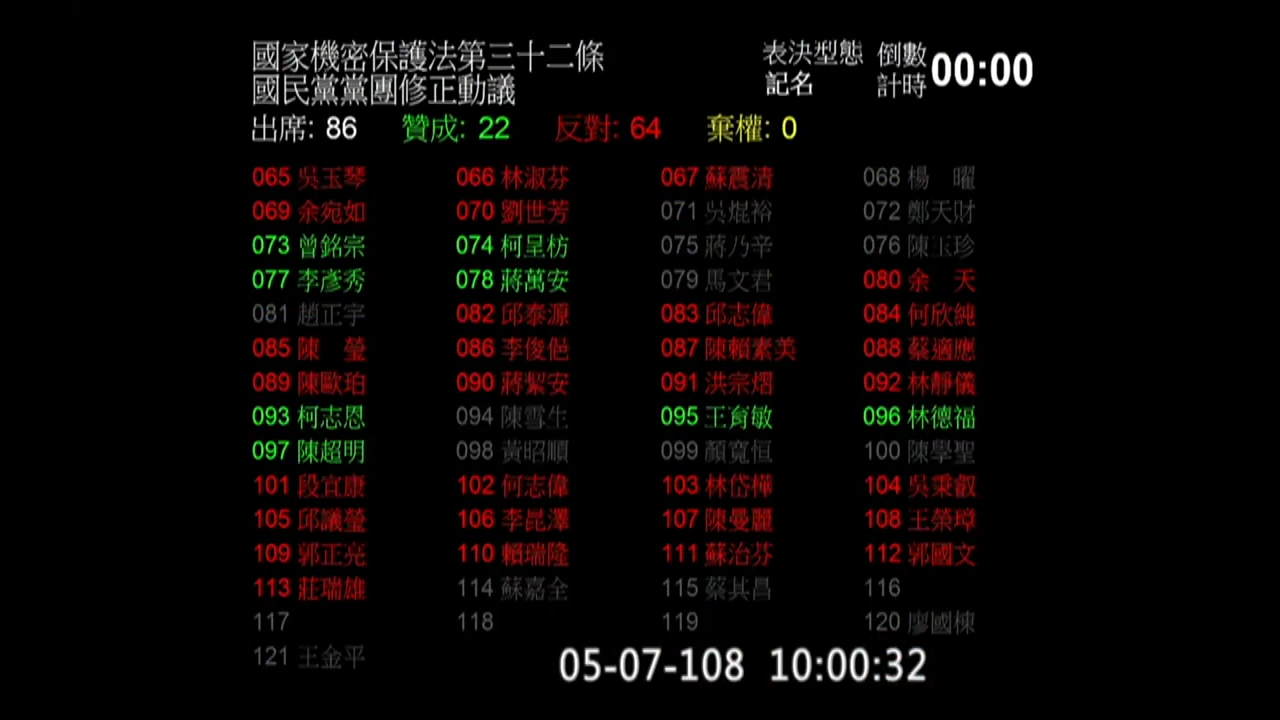 國家機密保護法第三十二條
國民黨黨團修正動議
表決型態 倒數
記名 計時 00:00
出席: 86 贊成: 22 反對: 64 棄權: 0
065 吳玉琴 066 林淑芬 067 蘇震清 068 楊 曜
069 余宛如 070 劉世芳 071 吳焜裕 072 鄭天財
073 曾銘宗 074 柯呈枋 075 蔣乃辛 076 陳玉珍
077 李彥秀 078 蔣萬安 079 馬文君 080 余 天
081 趙正宇 082 邱泰源 083 邱志偉 084 何欣純
085 陳 瑩 086 李俊俋 087 陳賴素美 088 蔡適應
089 陳歐珀 090 蔣絜安 091 洪宗熠 092 林靜儀
093 柯志恩 094 陳雪生 095 王育敏 096 林德福
097 陳超明 098 黃昭順 099 顏寬恒 100 陳學聖
101 段宜康 102 何志偉 103 林岱樺 104 吳秉叡
105 邱議瑩 106 李昆澤 107 陳曼麗 108 王榮璋
109 郭正亮 110 賴瑞隆 111 蘇治芬 112 郭國文
113 莊瑞雄 114 蘇嘉全 115 蔡其昌 116
117 118 119 120 廖國棟
121 王金平
05-07-108 10:00:32